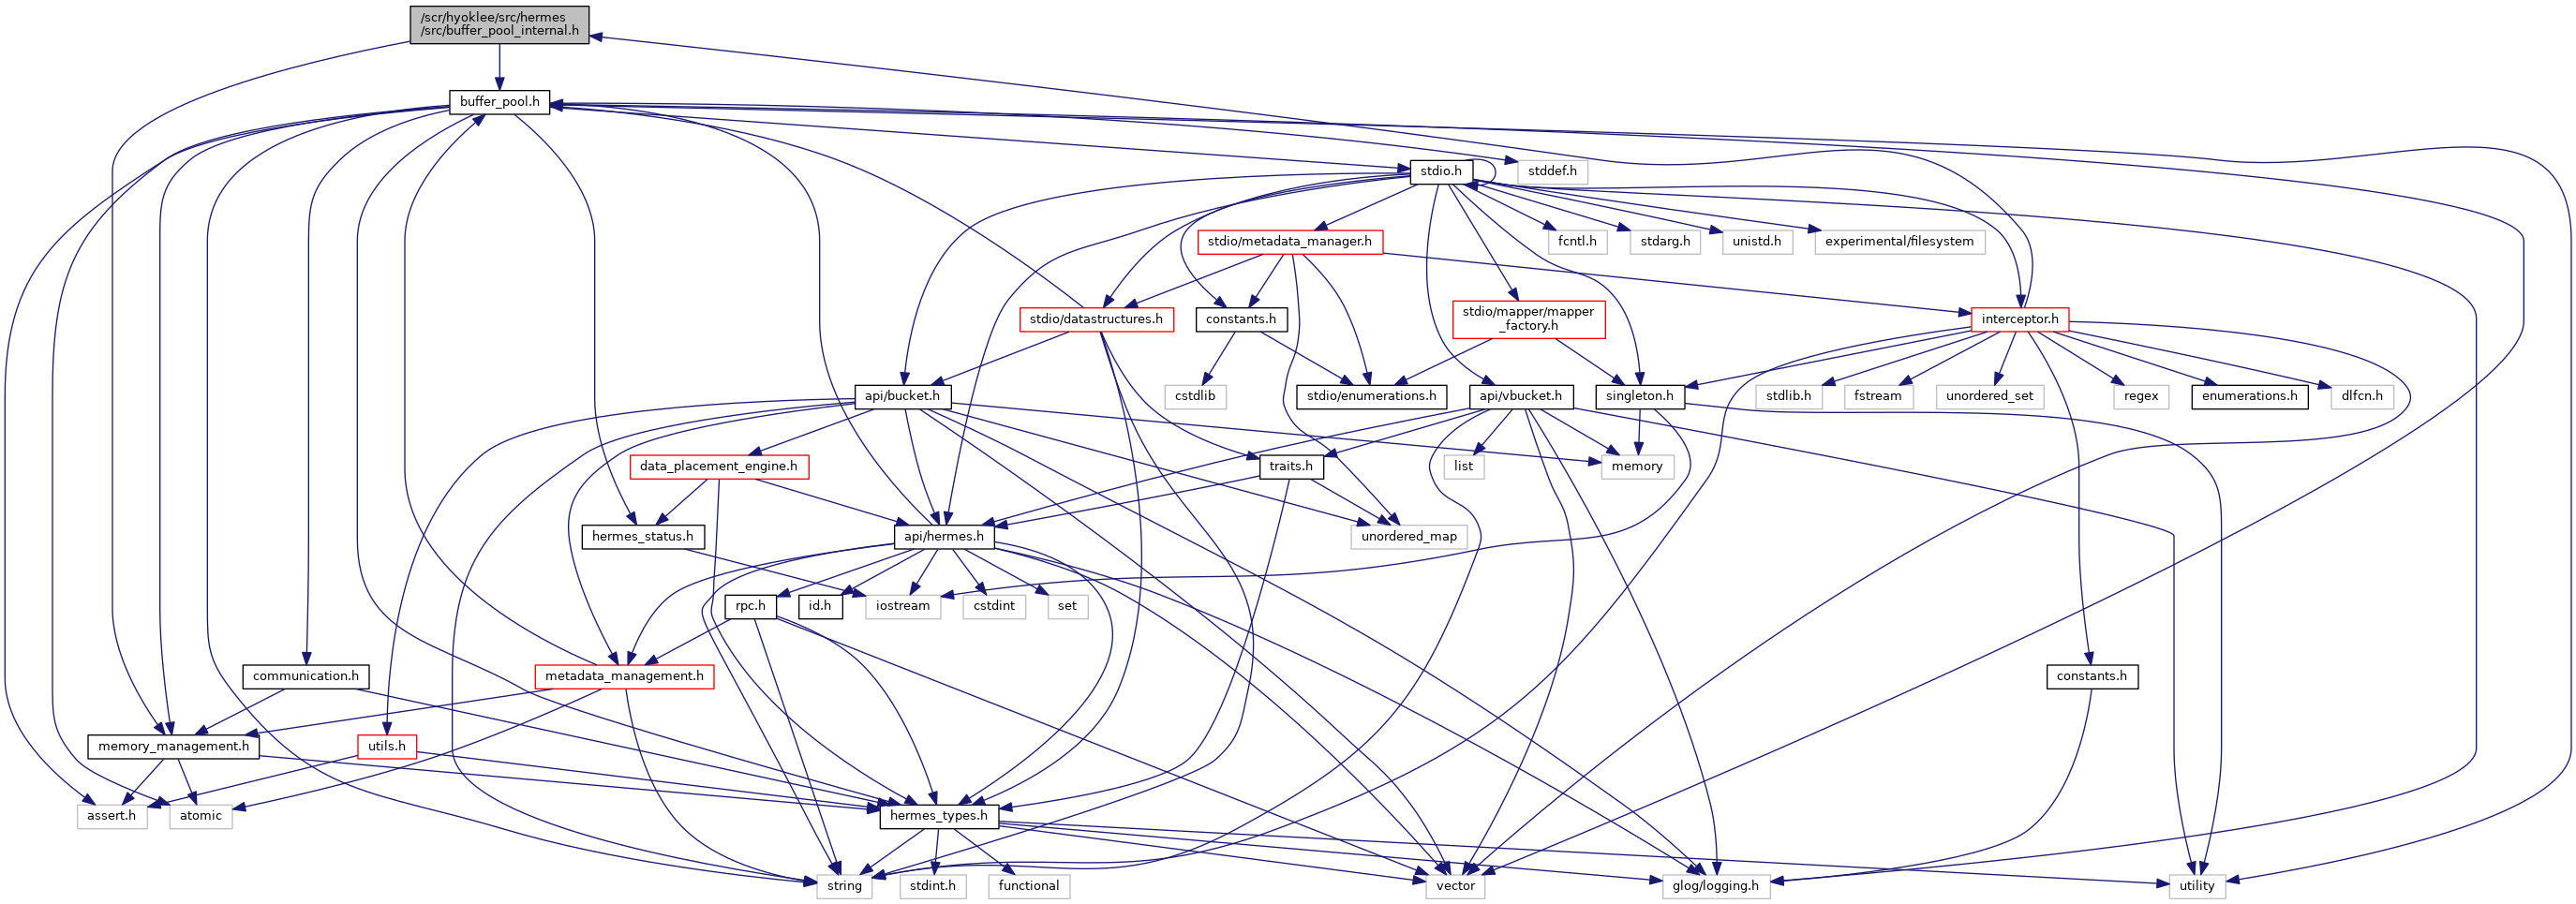 /scr/hyoklee/src/hermes
/src/buffer_pool_internal.h
buffer_pool.h
stdio.h
stddef.h
stdio/metadata_manager.h
fcntl.h
stdarg.h
unistd.h
experimental/filesystem
stdio/datastructures.h
constants.h
stdio/mapper/mapper
_factory.h
interceptor.h
api/bucket.h
cstdlib
stdio/enumerations.h
api/vbucket.h
singleton.h
stdlib.h
fstream
unordered_set
regex
enumerations.h
dlfcn.h
data_placement_engine.h
traits.h
list
memory
hermes_status.h
api/hermes.h
unordered_map
rpc.h
id.h
iostream
cstdint
set
communication.h
metadata_management.h
constants.h
memory_management.h
utils.h
assert.h
atomic
hermes_types.h
string
stdint.h
functional
vector
glog/logging.h
utility